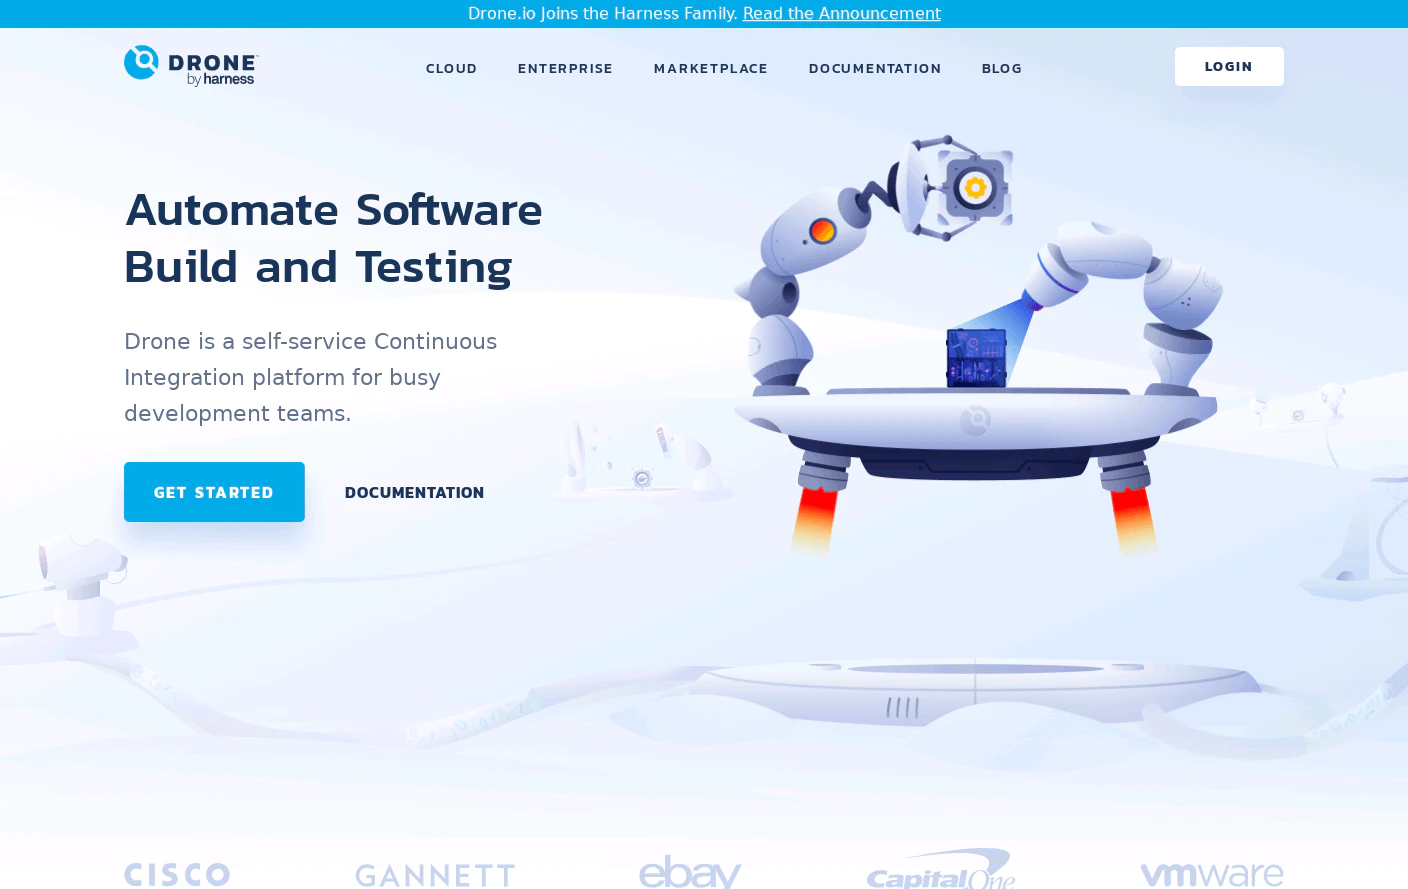 Drone.io Joins the Harness Family. Read the Announcement
DRONE
by harness
CLOUD
ENTERPRISE
MARKETPLACE
DOCUMENTATION
BLOG
LOGIN
Automate Software
Build and Testing
Drone is a self-service Continuous
Integration platform for busy
development teams.
GET STARTED
DOCUMENTATION
CISCO
GANNETT
ebay
Capital One
vmware